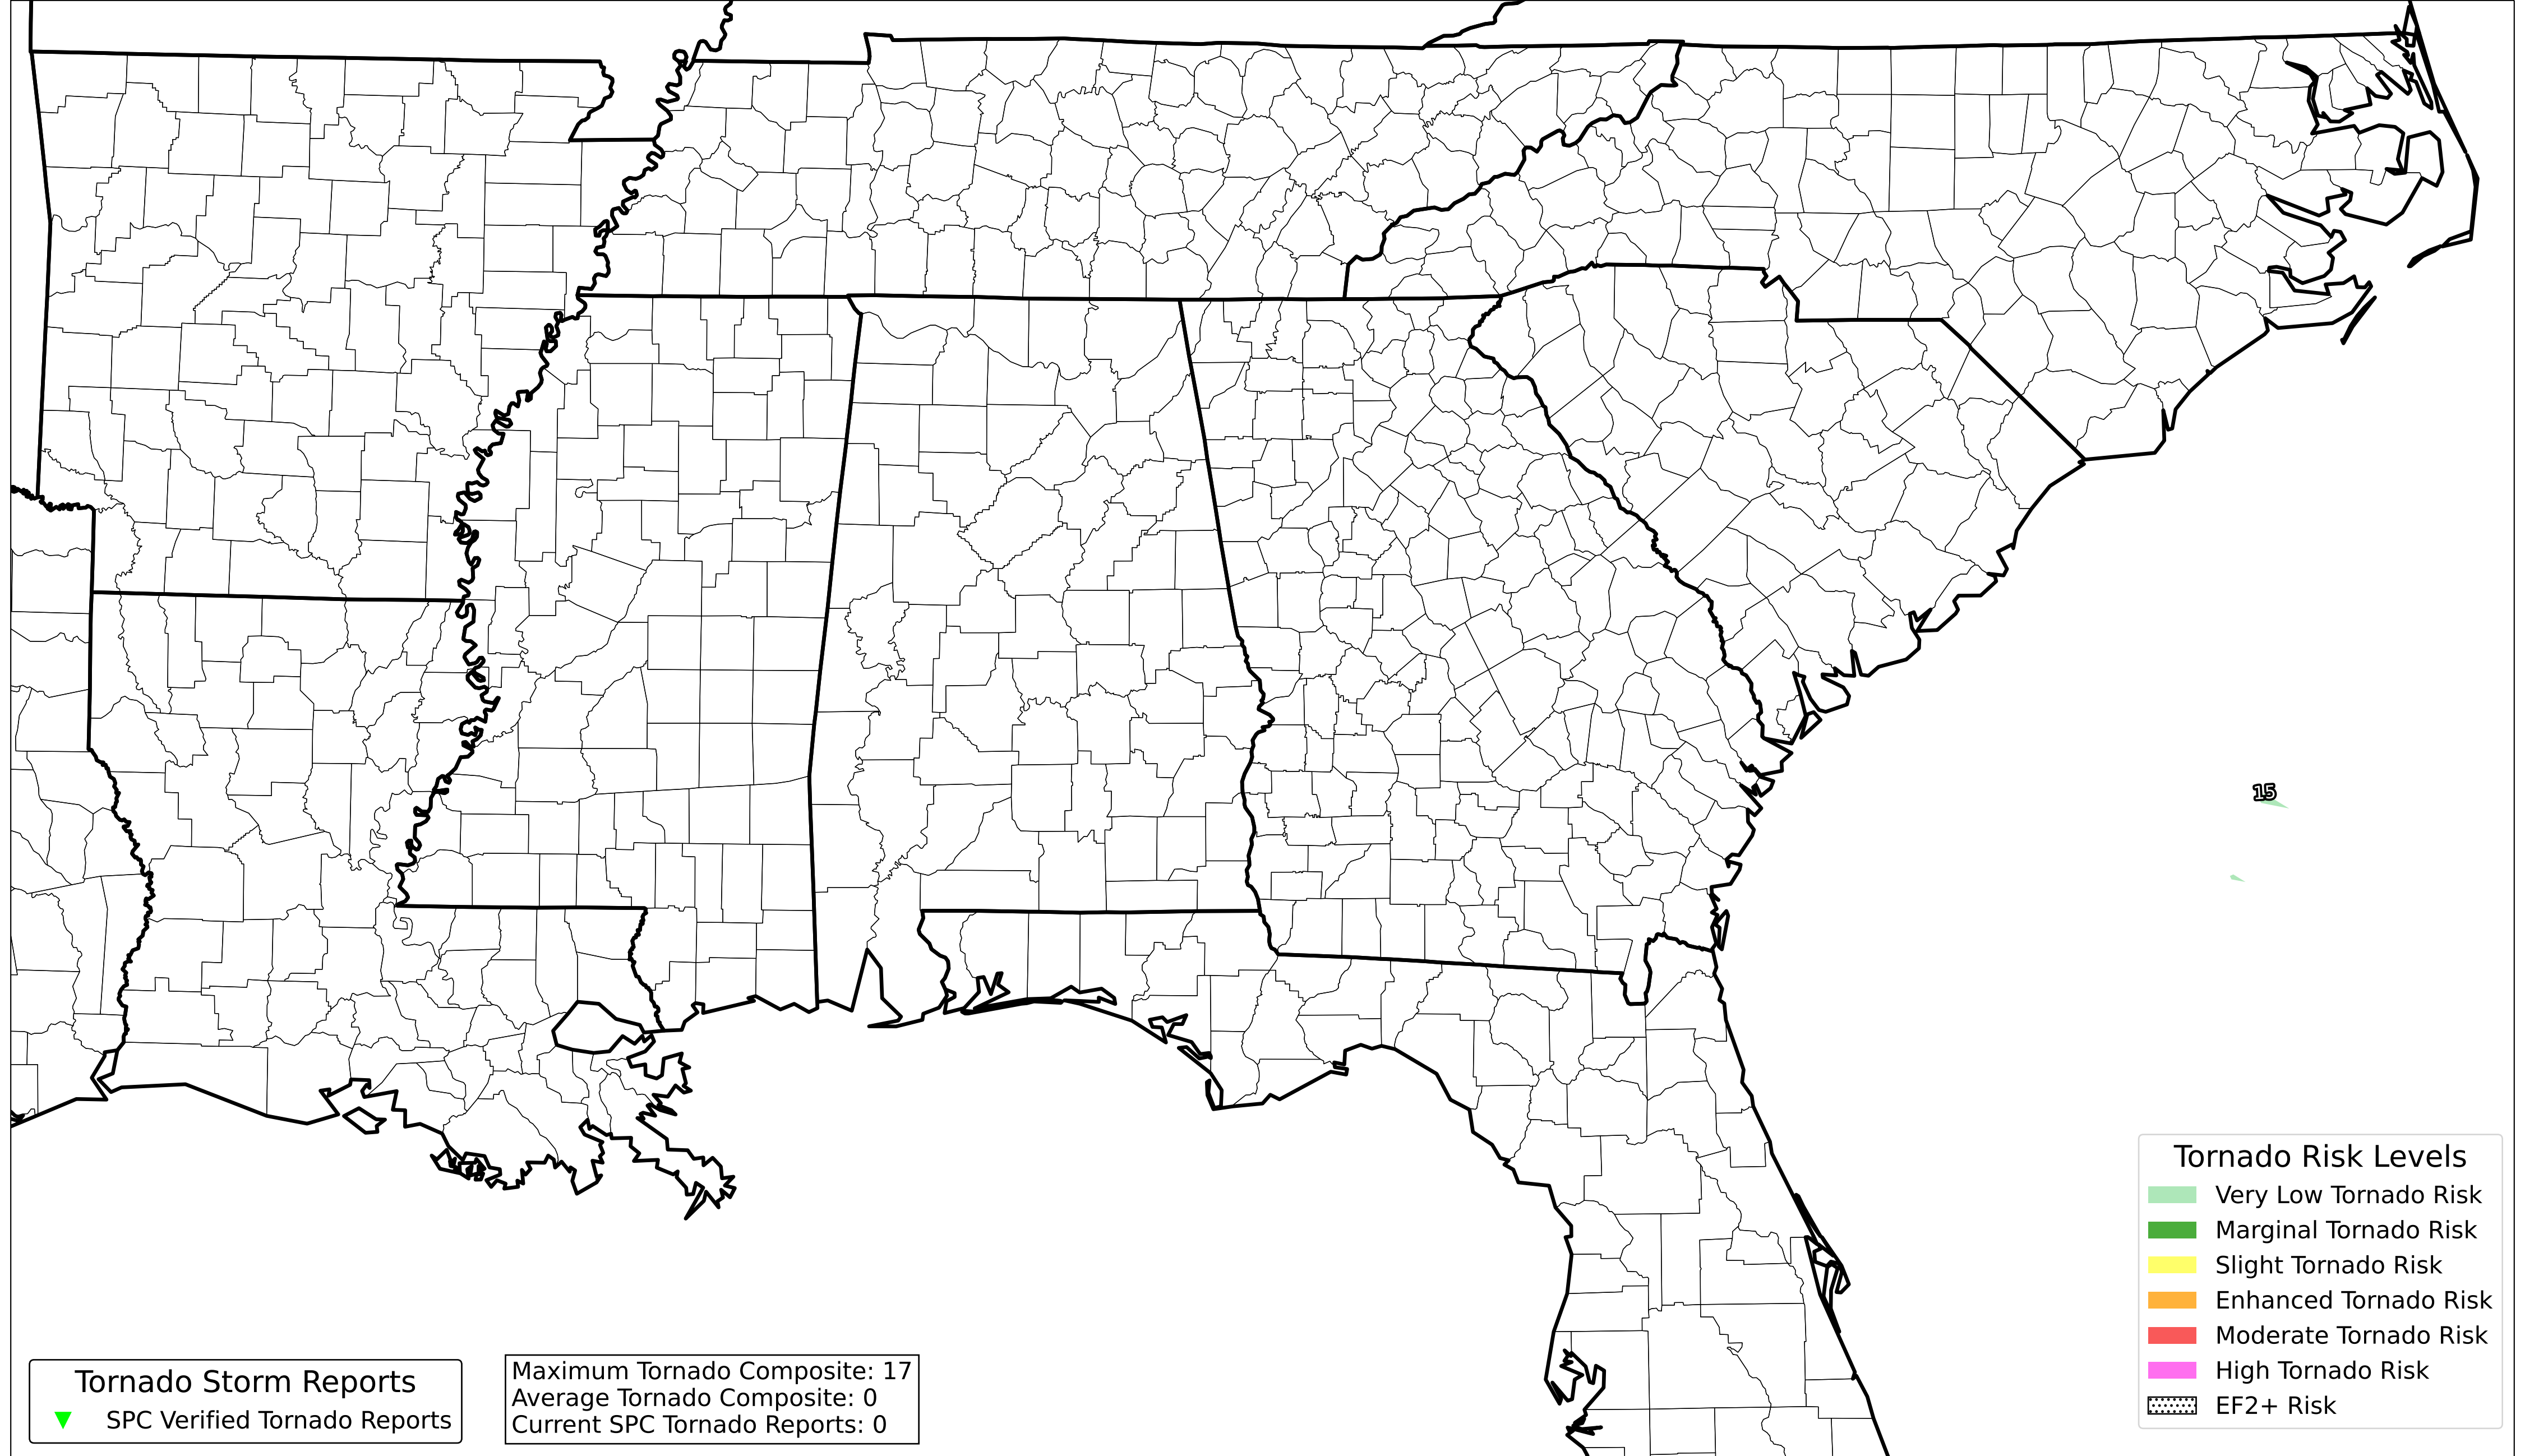 15
Tornado Risk Levels
Very Low Tornado Risk
Marginal Tornado Risk
Slight Tornado Risk
Enhanced Tornado Risk
Moderate Tornado Risk
High Tornado Risk
EF2+ Risk
Tornado Storm Reports
SPC Verified Tornado Reports
Maximum Tornado Composite: 17
Average Tornado Composite: 0
Current SPC Tornado Reports: 0